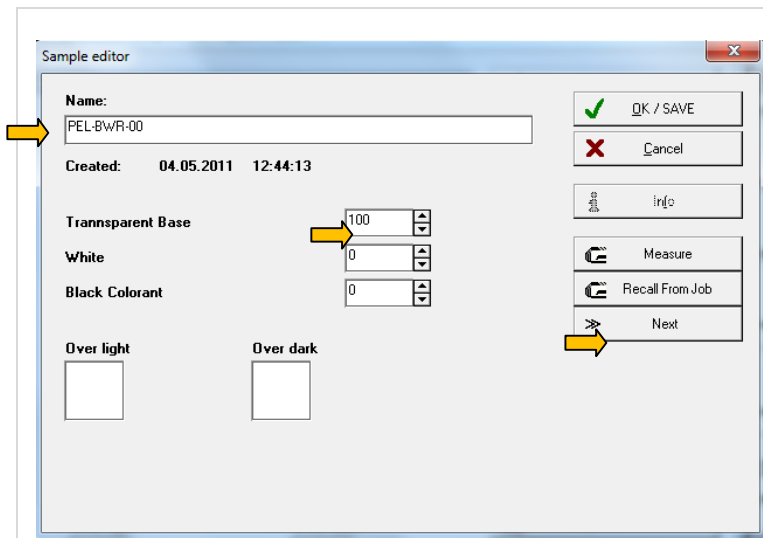 Sample editor
X
Name:
PEL-BWR-00
Created: 04.05.2011 12:44:13
Trannsparent Base 100
White 0
Black Colorant 0
Over light Over dark
OK / SAVE
Cancel
Info
Measure
Recall From Job
Next